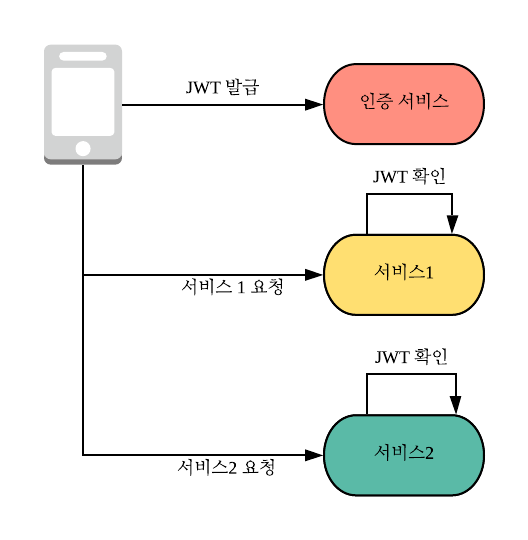 JWT 발급
인증 서비스
JWT 확인
서비스1
서비스 1 요청
JWT 확인
서비스2
서비스2 요청